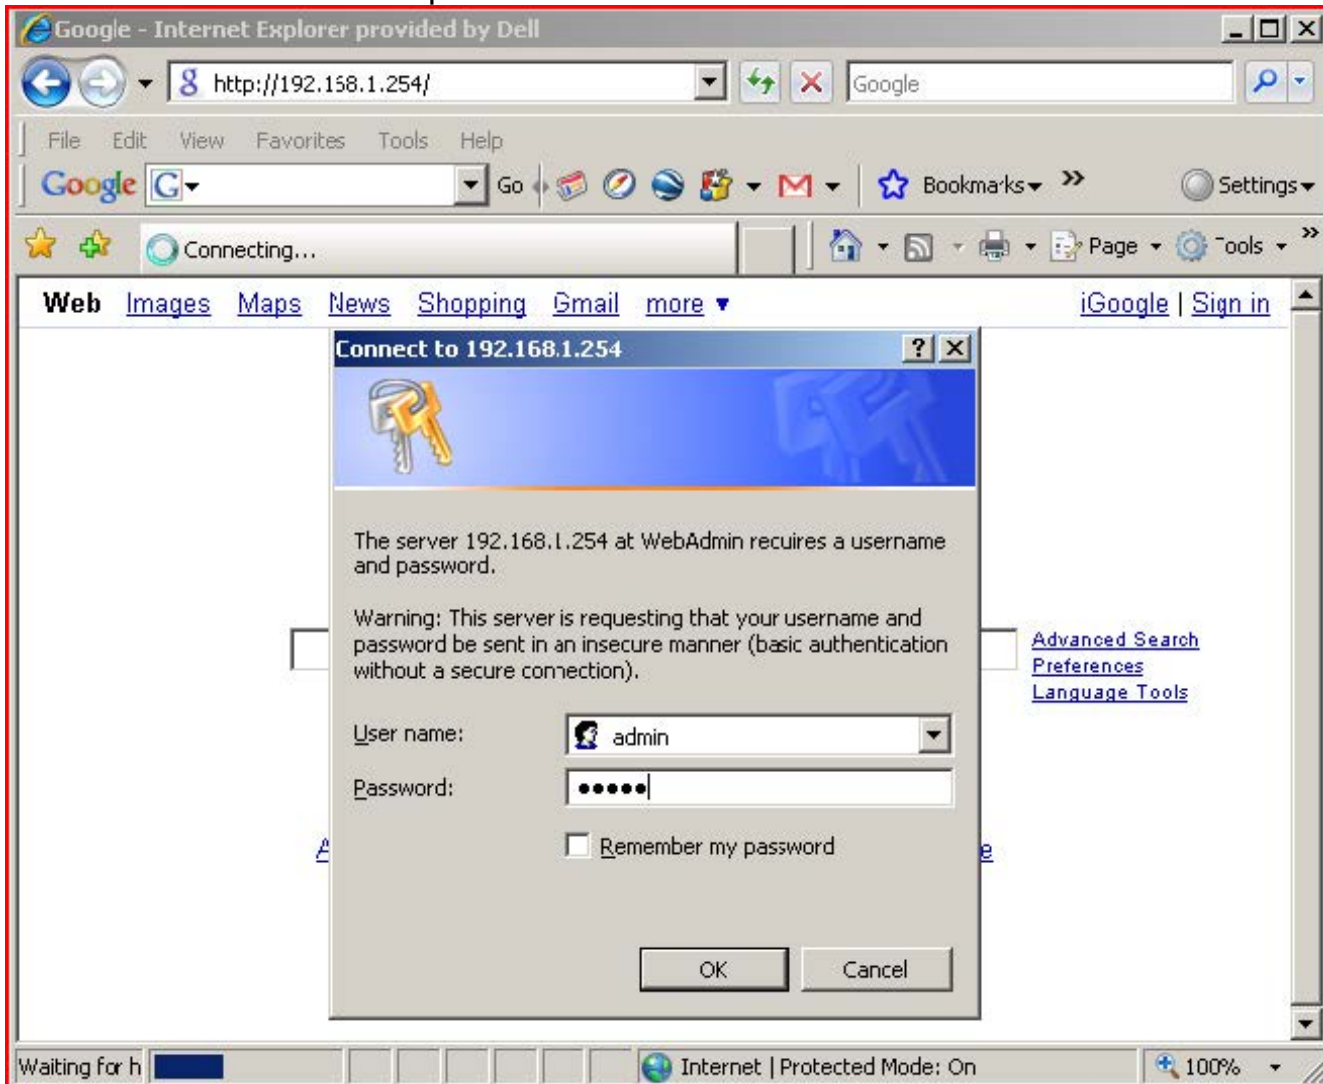 Google - Internet Explorer provided by Dell
http://192.168.1.254/
Google
File Edit View Favorites Tools Help
Google G Go Bookmarks Settings
Connecting... Page Tools
Web Images Maps News Shopping Gmail more iGoogle | Sign in
Connect to 192.168.1.254
The server 192.168.1.254 at WebAdmin requires a username
and password.
Warning: This server is requesting that your username and
password be sent in an insecure manner (basic authentication
without a secure connection).
Advanced Search
Preferences
Language Tools
User name: admin
Password: •••••
Remember my password
A e
OK Cancel
Waiting for h Internet | Protected Mode: On 100%